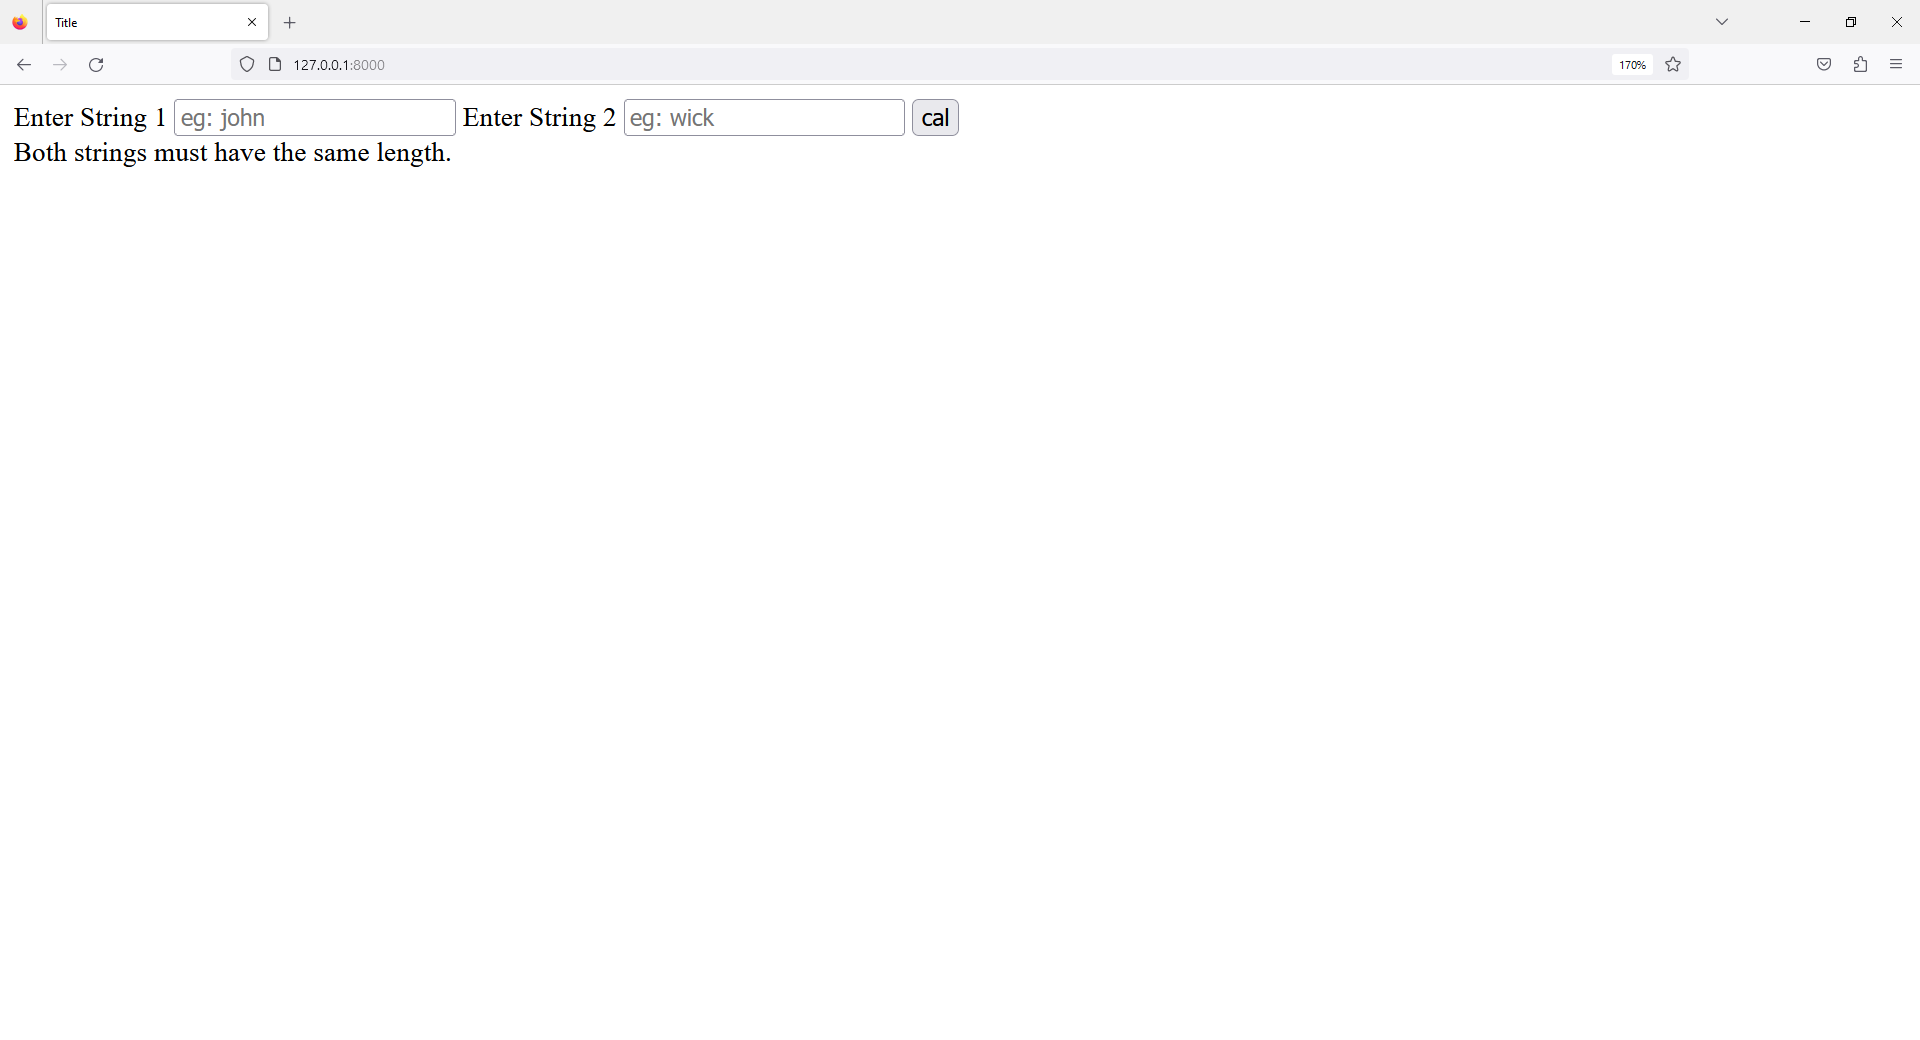 Title
127.0.0.1:8000
170%
Enter String 1 eg: john Enter String 2 eg: wick cal
Both strings must have the same length.